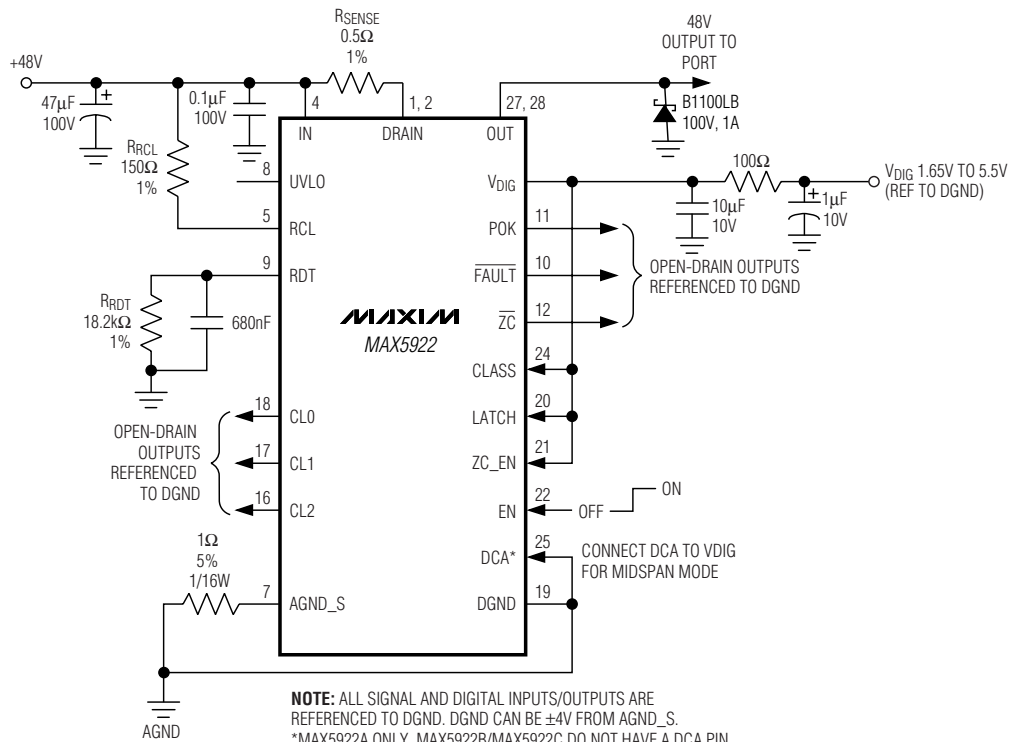 RSENSE
0.5Ω
1%
48V
OUTPUT TO
PORT
+48V
47μF
100V
+
0.1μF
100V
4
1, 2
27, 28
B1100LB
100V, 1A
IN
DRAIN
OUT
RRCL
150Ω
1%
8
UVLO
VDIG
100Ω
VDIG 1.65V TO 5.5V
(REF TO DGND)
10μF
10V
+
1μF
10V
5
RCL
POK
11
9
RDT
FAULT
10
OPEN-DRAIN OUTPUTS
REFERENCED TO DGND
RRDT
18.2kΩ
1%
680nF
MAXIM
MAX5922
ZC
12
CLASS
24
18
CL0
LATCH
20
OPEN-DRAIN
OUTPUTS
REFERENCED
TO DGND
17
CL1
ZC_EN
21
16
CL2
EN
22
OFF
ON
1Ω
5%
1/16W
DCA*
25
CONNECT DCA TO VDIG
FOR MIDSPAN MODE
7
AGND_S
DGND
19
AGND
NOTE: ALL SIGNAL AND DIGITAL INPUTS/OUTPUTS ARE
REFERENCED TO DGND. DGND CAN BE ±4V FROM AGND_S.
*MAX5922A ONLY. MAX5922B/MAX5922C DO NOT HAVE A DCA PIN.